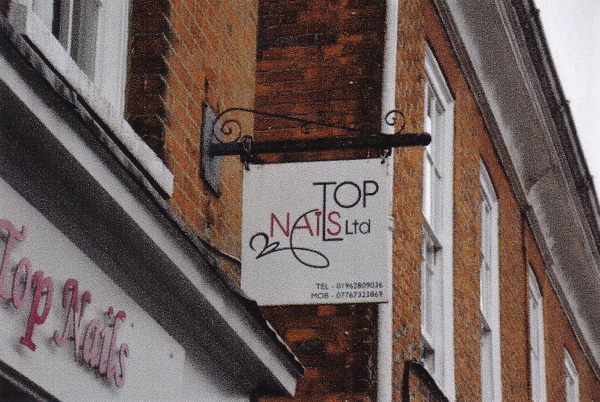 TOP
NAILS Ltd
TEL - 01962809036
MOB - 07767323869
Top Nails